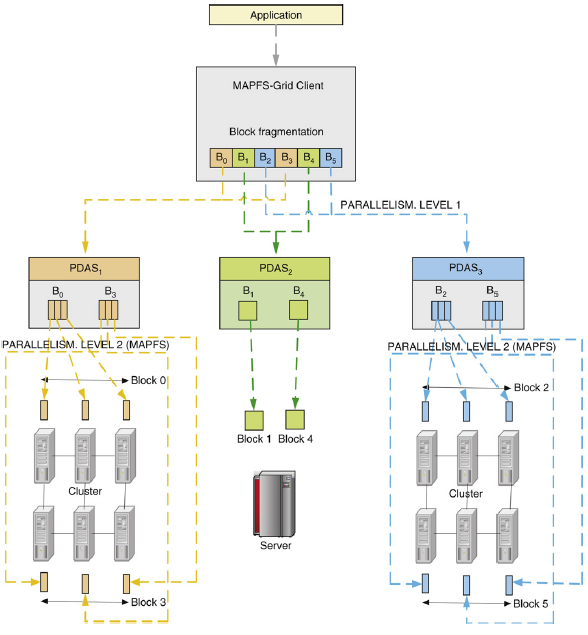 Application
MAPFS-Grid Client
Block fragmentation
B0 B1 B2 B3 B4 B5
PARALLELISM. LEVEL 1
PDAS1 PDAS2 PDAS3
B0 B3 B1 B4 B2 B5
PARALLELISM. LEVEL 2 (MAPFS) PARALLELISM. LEVEL 2 (MAPFS)
Block 0 Block 2
Block 1 Block 4
Cluster Cluster
Server
Block 3 Block 5